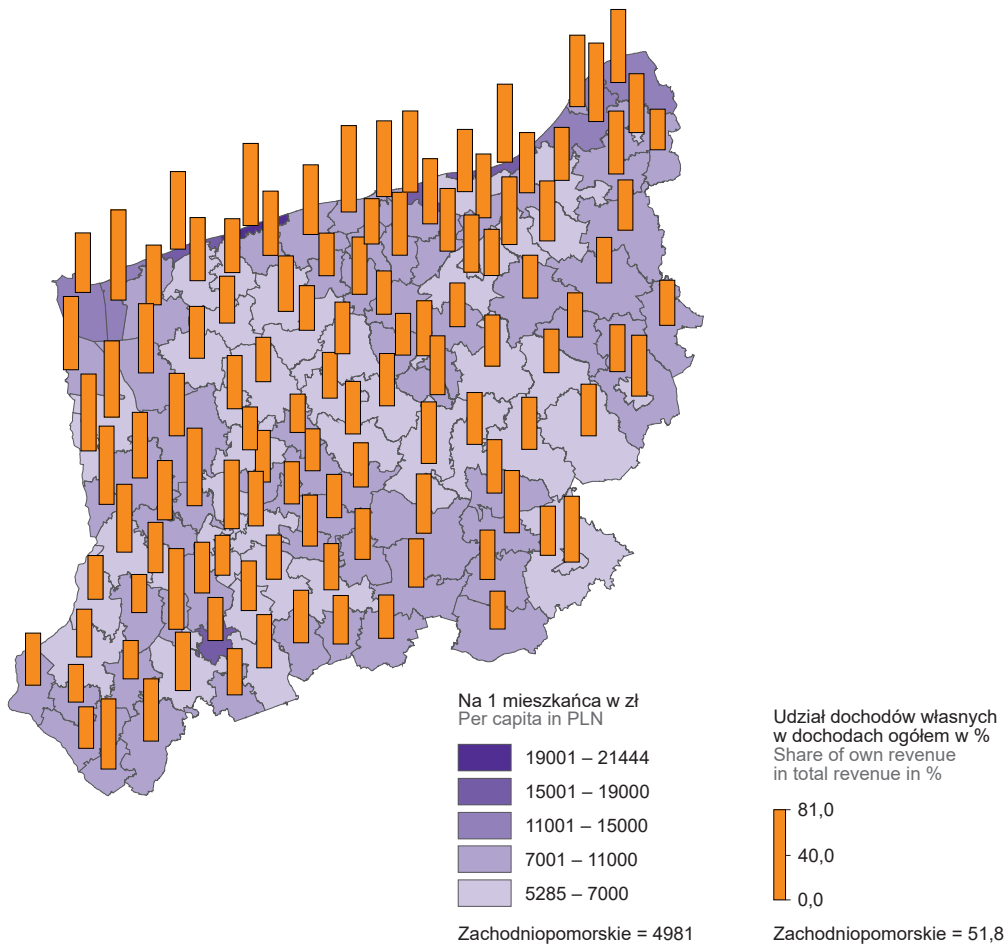 Na 1 mieszkańca w zł
Per capita in PLN
19001 – 21444
15001 – 19000
11001 – 15000
7001 – 11000
5285 – 7000
Zachodniopomorskie = 4981
Udział dochodów własnych
w dochodach ogółem w %
Share of own revenue
in total revenue in %
81,0
40,0
0,0
Zachodniopomorskie = 51,8